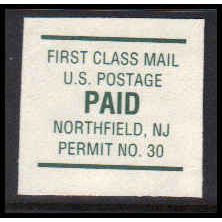 FIRST CLASS MAIL
U.S. POSTAGE
PAID
NORTHFIELD, NJ
PERMIT NO. 30